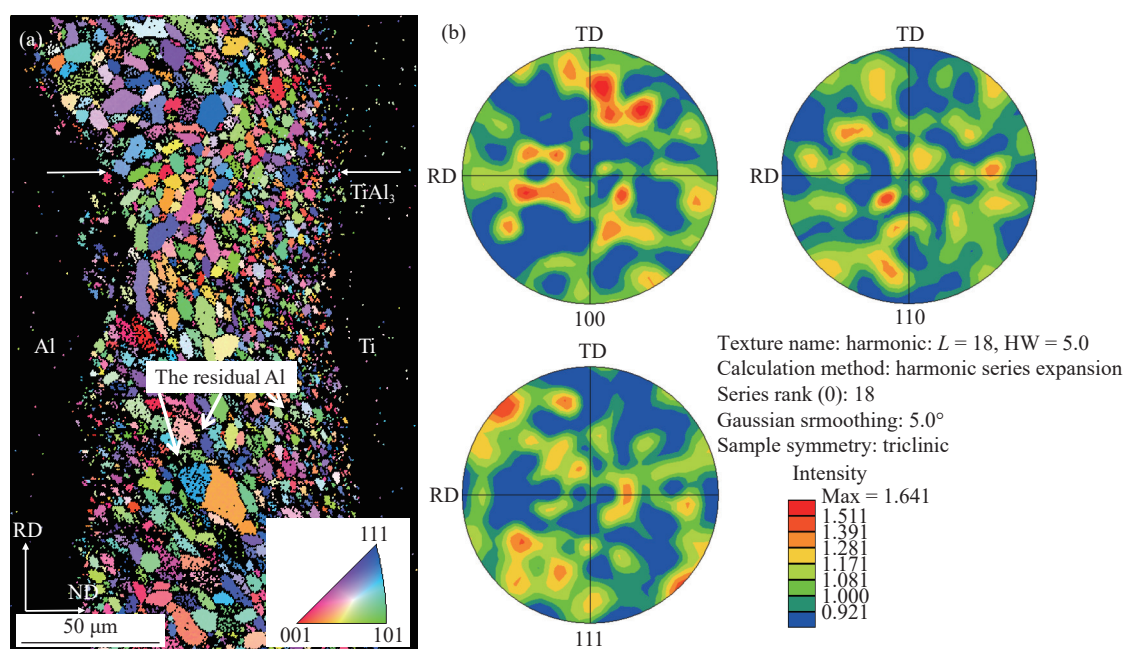 (a)
TiAl₃
Al
Ti
The residual Al
RD
ND
50 μm
111
001
101
(b)
TD
RD
100
TD
RD
110
TD
RD
111
Texture name: harmonic: L = 18, HW = 5.0
Calculation method: harmonic series expansion
Series rank (0): 18
Gaussian srmoothing: 5.0°
Sample symmetry: triclinic
Intensity
Max = 1.641
1.511
1.391
1.281
1.171
1.081
1.000
0.921